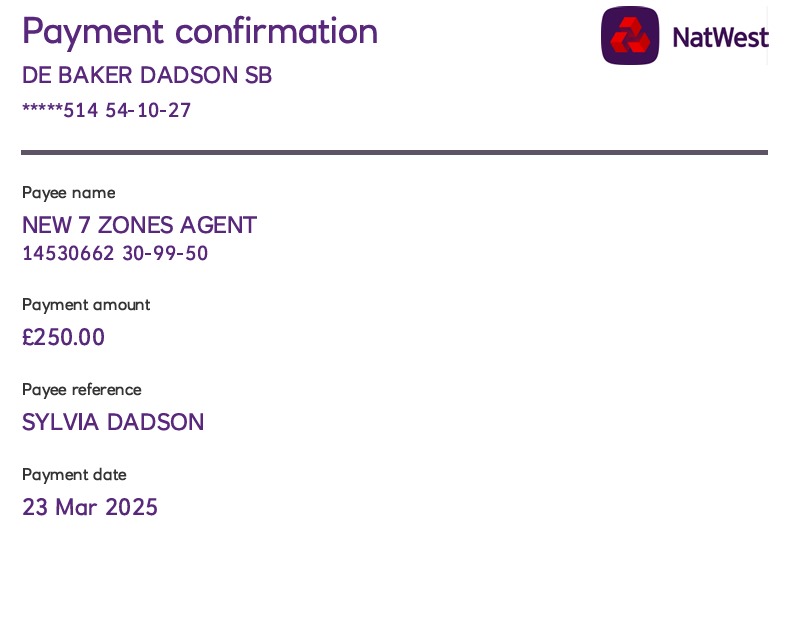 Payment confirmation
NatWest
DE BAKER DADSON SB
*****514 54-10-27
Payee name
NEW 7 ZONES AGENT
14530662 30-99-50
Payment amount
£250.00
Payee reference
SYLVIA DADSON
Payment date
23 Mar 2025